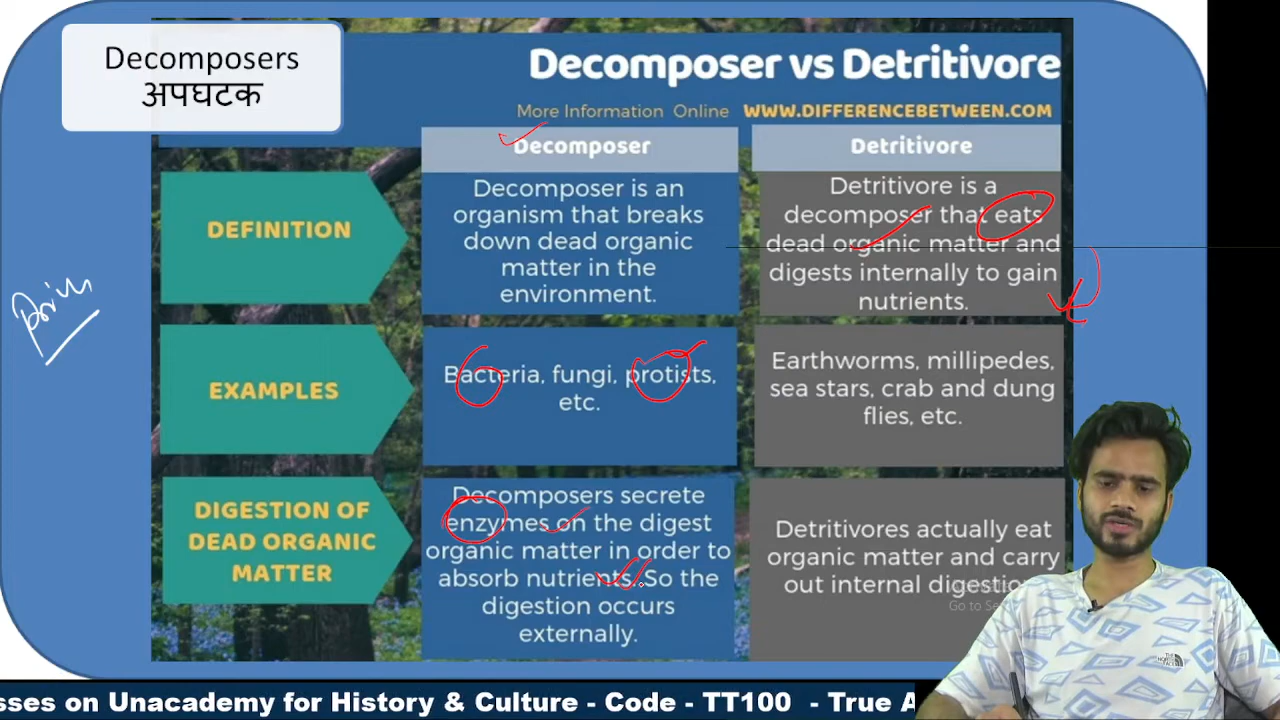 Decomposers
अपघटक
Decomposer vs Detritivore
More Information Online WWW.DIFFERENCEBETWEEN.COM
Decomposer
Detritivore
DEFINITION
Decomposer is an
organism that breaks
down dead organic
matter in the
environment.
Detritivore is a
decomposer that eats
dead organic matter and
digests internally to gain
nutrients.
EXAMPLES
Bacteria, fungi, protists,
etc.
Earthworms, millipedes,
sea stars, crab and dung
flies, etc.
DIGESTION OF
DEAD ORGANIC
MATTER
Decomposers secrete
enzymes on the digest
organic matter in order to
absorb nutrients. So the
digestion occurs
externally.
Detritivores actually eat
organic matter and carry
out internal digestion
Go to
THE
NORTH
FACE
sses on Unacademy for History & Culture - Code - TT100 - True A